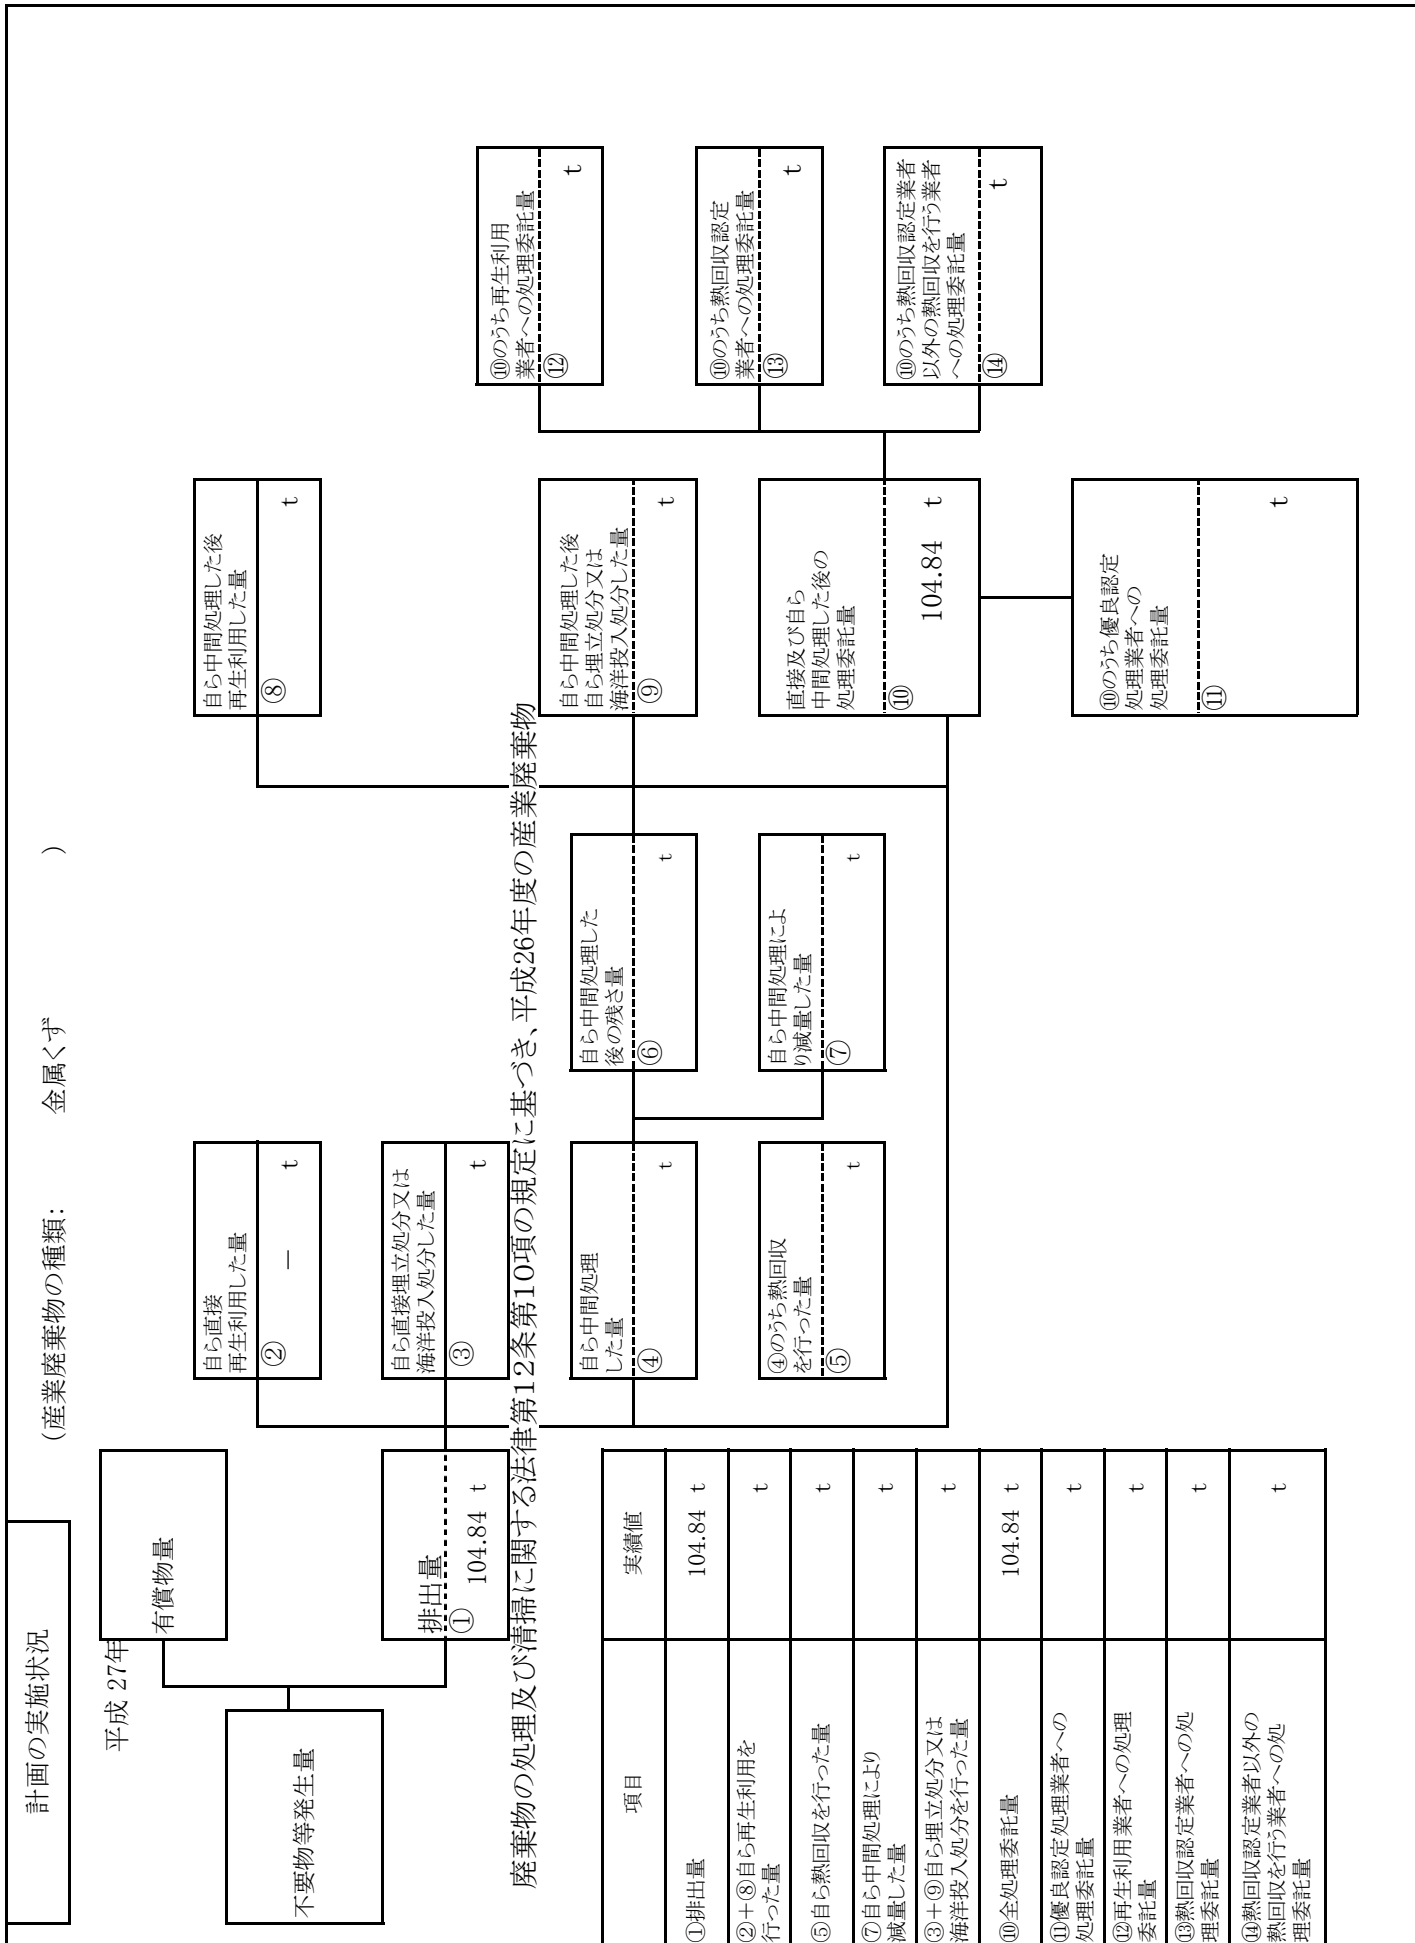 計画の実施状況
(産業廃棄物の種類: 金属くず )
平成 27年
不要物等発生量
有償物量
排出量
①
104.84 t
自ら直接
再生利用した量
②
－ t
自ら直接埋立処分又は
海洋投入処分した量
③
t
廃棄物の処理及び清掃に関する法律第12条第10項の規定に基づき、平成26年度の産業廃棄物
自ら中間処理
した量
④
t
④のうち熱回収
を行った量
⑤
t
自ら中間処理した
後の残さ量
⑥
t
自ら中間処理によ
り減量した量
⑦
t
自ら中間処理した後
再生利用した量
⑧
t
自ら中間処理した後
自ら埋立処分又は
海洋投入処分した量
⑨
t
直接及び自ら
中間処理した後の
処理委託量
⑩
104.84 t
⑩のうち優良認定
処理業者への
処理委託量
⑪
t
⑩のうち再生利用
業者への処理委託量
⑫
t
⑩のうち熱回収認定
業者への処理委託量
⑬
t
⑩のうち熱回収認定業者
以外の熱回収を行う業者
への処理委託量
⑭
t
項目 実績値
①排出量 104.84 t
②+⑧自ら再生利用を
行った量
t
⑤自ら熱回収を行った量 t
⑦自ら中間処理により
減量した量
t
③+⑨自ら埋立処分又は
海洋投入処分を行った量
t
⑩全処理委託量 104.84 t
⑪優良認定処理業者への
処理委託量
t
⑫再生利用業者への処理
委託量
t
⑬熱回収認定業者への処
理委託量
t
⑭熱回収認定業者以外の
熱回収を行う業者への処
理委託量
t